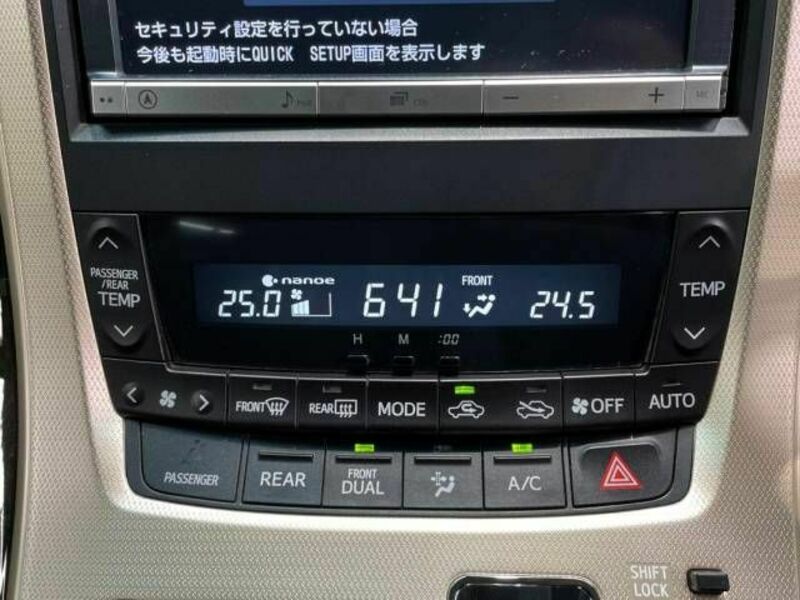 セキュリティ設定を行っていない場合
今後も起動時にQUICK SETUP画面を表示します
PASSENGER
/REAR
TEMP
nanoe
25.0
641
FRONT
24.5
TEMP
H M :00
FRONT
REAR
MODE
OFF
AUTO
PASSENGER
REAR
FRONT
DUAL
A/C
SHIFT
LOCK